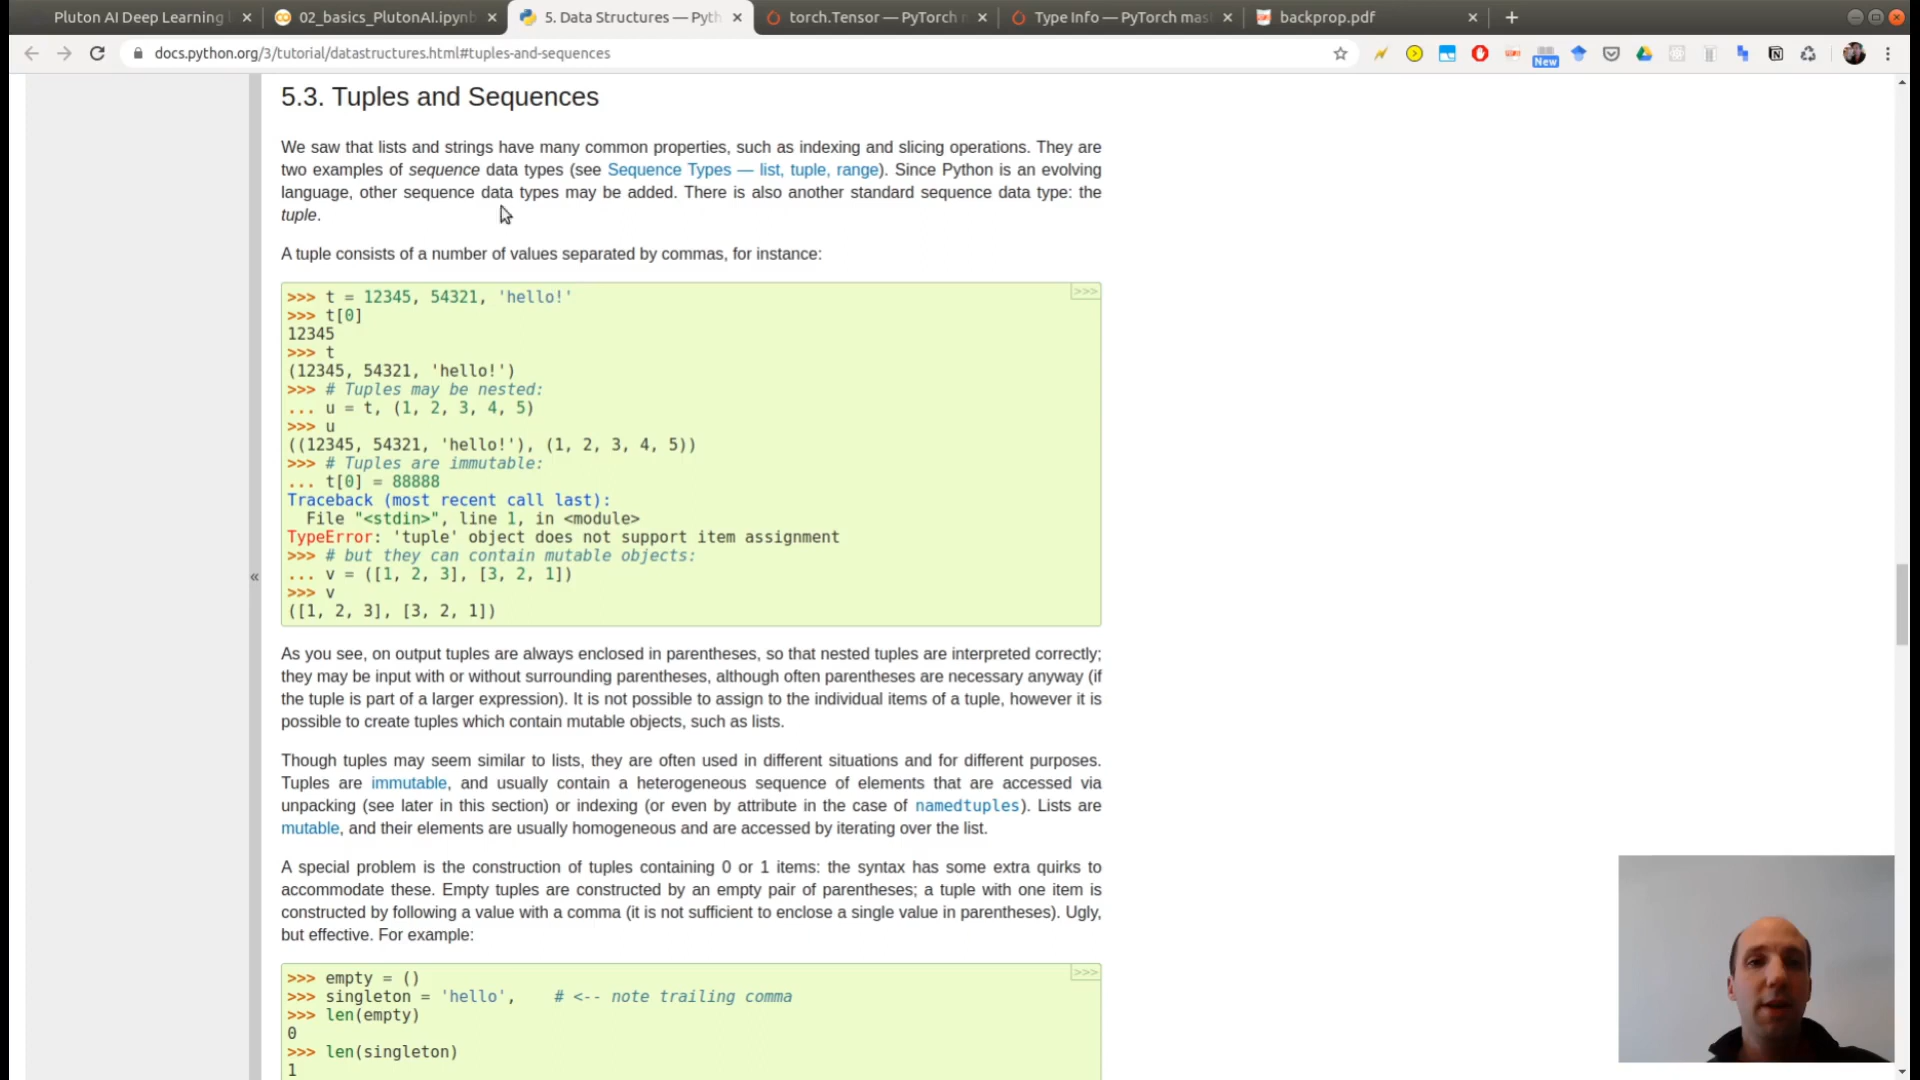 Pluton AI Deep Learning
02_basics_PlutonAI.ipynb
5. Data Structures — Pyth
torch.Tensor — PyTorch m
Type Info — PyTorch mas
backprop.pdf
docs.python.org/3/tutorial/datastructures.html#tuples-and-sequences
New
5.3. Tuples and Sequences
We saw that lists and strings have many common properties, such as indexing and slicing operations. They are
two examples of sequence data types (see Sequence Types — list, tuple, range). Since Python is an evolving
language, other sequence data types may be added. There is also another standard sequence data type: the
tuple.
A tuple consists of a number of values separated by commas, for instance:
>>>
>>> t = 12345, 54321, 'hello!'
>>> t[0]
12345
>>> t
(12345, 54321, 'hello!')
>>> # Tuples may be nested:
... u = t, (1, 2, 3, 4, 5)
>>> u
((12345, 54321, 'hello!'), (1, 2, 3, 4, 5))
>>> # Tuples are immutable:
... t[0] = 88888
Traceback (most recent call last):
File "<stdin>", line 1, in <module>
TypeError: 'tuple' object does not support item assignment
>>> # but they can contain mutable objects:
... v = ([1, 2, 3], [3, 2, 1])
>>> v
([1, 2, 3], [3, 2, 1])
«
As you see, on output tuples are always enclosed in parentheses, so that nested tuples are interpreted correctly;
they may be input with or without surrounding parentheses, although often parentheses are necessary anyway (if
the tuple is part of a larger expression). It is not possible to assign to the individual items of a tuple, however it is
possible to create tuples which contain mutable objects, such as lists.
Though tuples may seem similar to lists, they are often used in different situations and for different purposes.
Tuples are immutable, and usually contain a heterogeneous sequence of elements that are accessed via
unpacking (see later in this section) or indexing (or even by attribute in the case of namedtuples). Lists are
mutable, and their elements are usually homogeneous and are accessed by iterating over the list.
A special problem is the construction of tuples containing 0 or 1 items: the syntax has some extra quirks to
accommodate these. Empty tuples are constructed by an empty pair of parentheses; a tuple with one item is
constructed by following a value with a comma (it is not sufficient to enclose a single value in parentheses). Ugly,
but effective. For example:
>>>
>>> empty = ()
>>> singleton = 'hello',    # <-- note trailing comma
>>> len(empty)
0
>>> len(singleton)
1